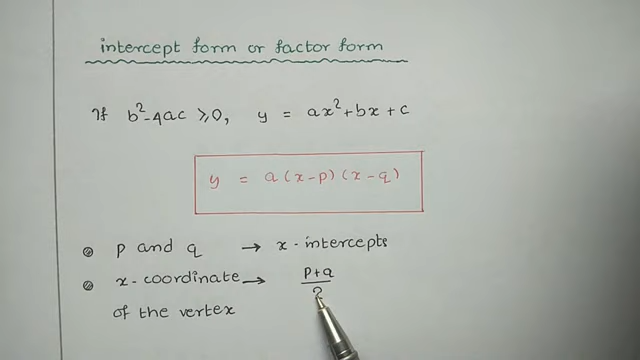 intercept form or factor form
If b²-4ac ≥0, y = ax²+bx+c
y = a(x-p)(x-q)
p and q → x-intercepts
x-coordinate → p+q/2
of the vertex